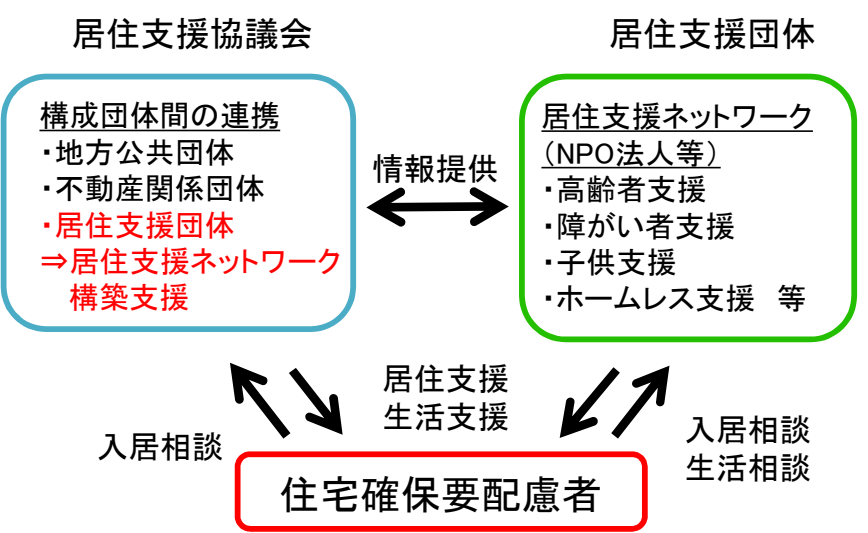 居住支援協議会
構成団体間の連携
・地方公共団体
・不動産関係団体
・居住支援団体
⇒居住支援ネットワーク
構築支援
情報提供
居住支援団体
居住支援ネットワーク
（NPO法人等）
・高齢者支援
・障がい者支援
・子供支援
・ホームレス支援　等
入居相談
居住支援
生活支援
入居相談
生活相談
住宅確保要配慮者